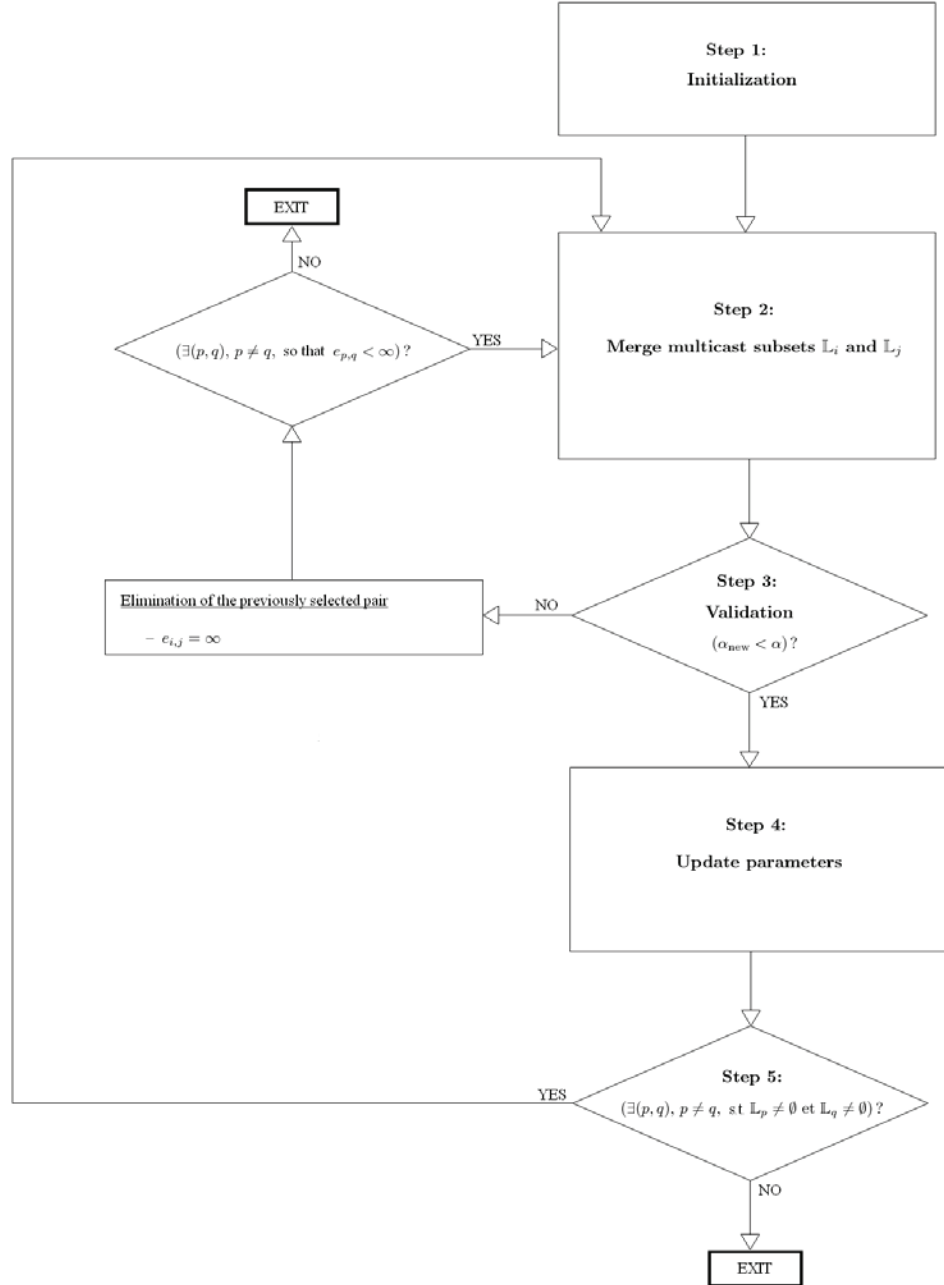 Step 1:
Initialization
EXIT
NO
(∃(p, q), p ≠ q, so that e_{p,q} < ∞) ?
YES
Step 2:
Merge multicast subsets 𝕃_i and 𝕃_j
Elimination of the previously selected pair
– e_{i,j} = ∞
NO
Step 3:
Validation
(α_new < α) ?
YES
Step 4:
Update parameters
YES
Step 5:
(∃(p, q), p ≠ q, s.t 𝕃_p ≠ ∅ et 𝕃_q ≠ ∅) ?
NO
EXIT